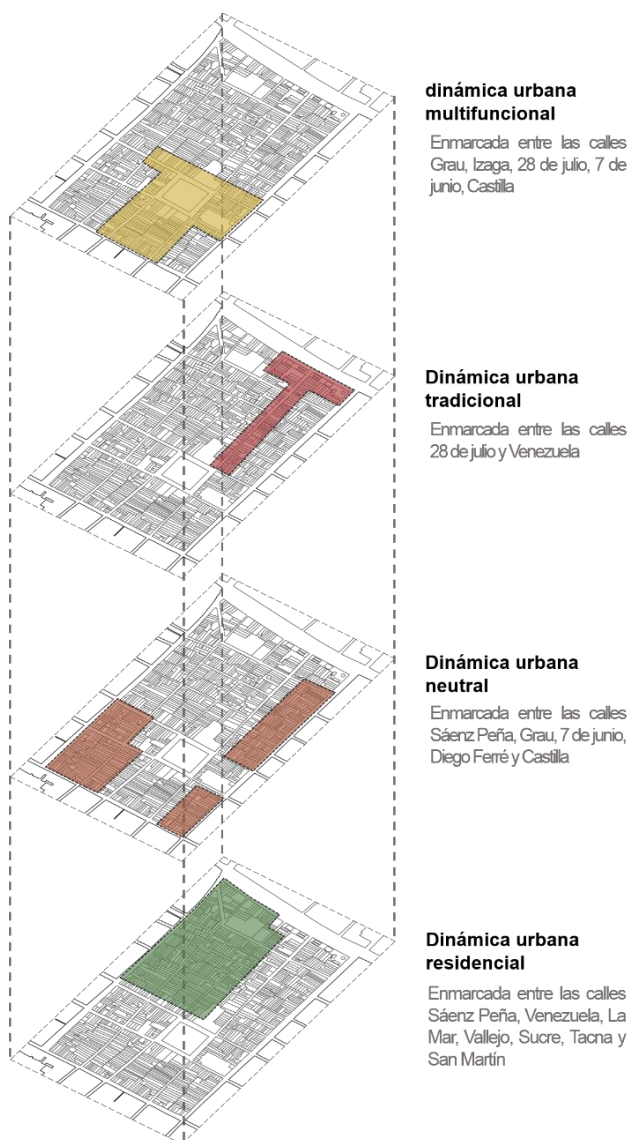 dinámica urbana
multifuncional
Enmarcada entre las calles
Grau, Izaga, 28 de julio, 7 de
junio, Castilla
Dinámica urbana
tradicional
Enmarcada entre las calles
28 de julio y Venezuela
Dinámica urbana
neutral
Enmarcada entre las calles
Sáenz Peña, Grau, 7 de junio,
Diego Ferré y Castilla
Dinámica urbana
residencial
Enmarcada entre las calles
Sáenz Peña, Venezuela, La
Mar, Vallejo, Sucre, Tacna y
San Martín